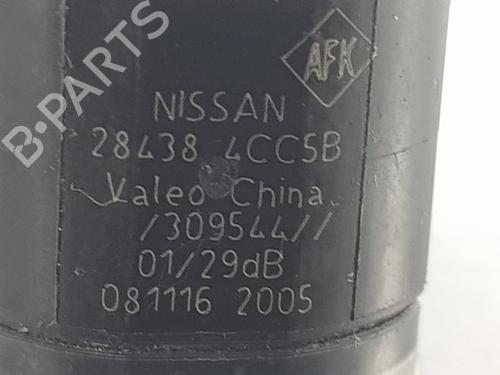 AFK
NISSAN
28438 4CC5B
Valeo China.
/309544//
01/29dB
081116 2005
B-PARTS